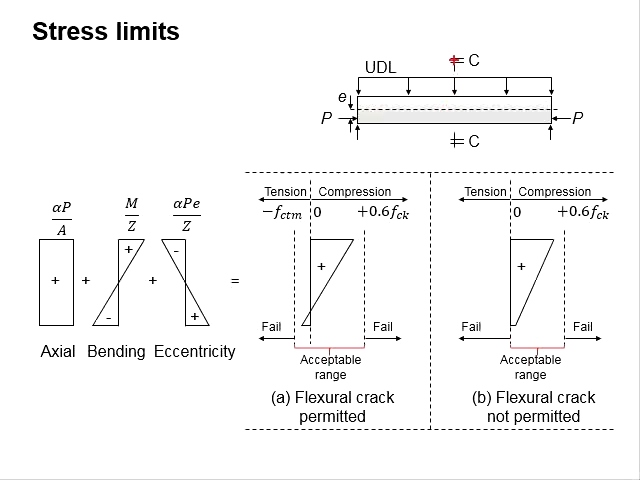 Stress limits
UDL
C
e
P
P
C
αP/A
M/Z
αPe/Z
+
+
+
-
+
-
+
=
Axial
Bending
Eccentricity
Tension
Compression
−f_ctm
0
+0.6f_ck
+
Fail
Fail
Acceptable
range
(a) Flexural crack
permitted
Tension
Compression
0
+0.6f_ck
+
Fail
Fail
Acceptable
range
(b) Flexural crack
not permitted